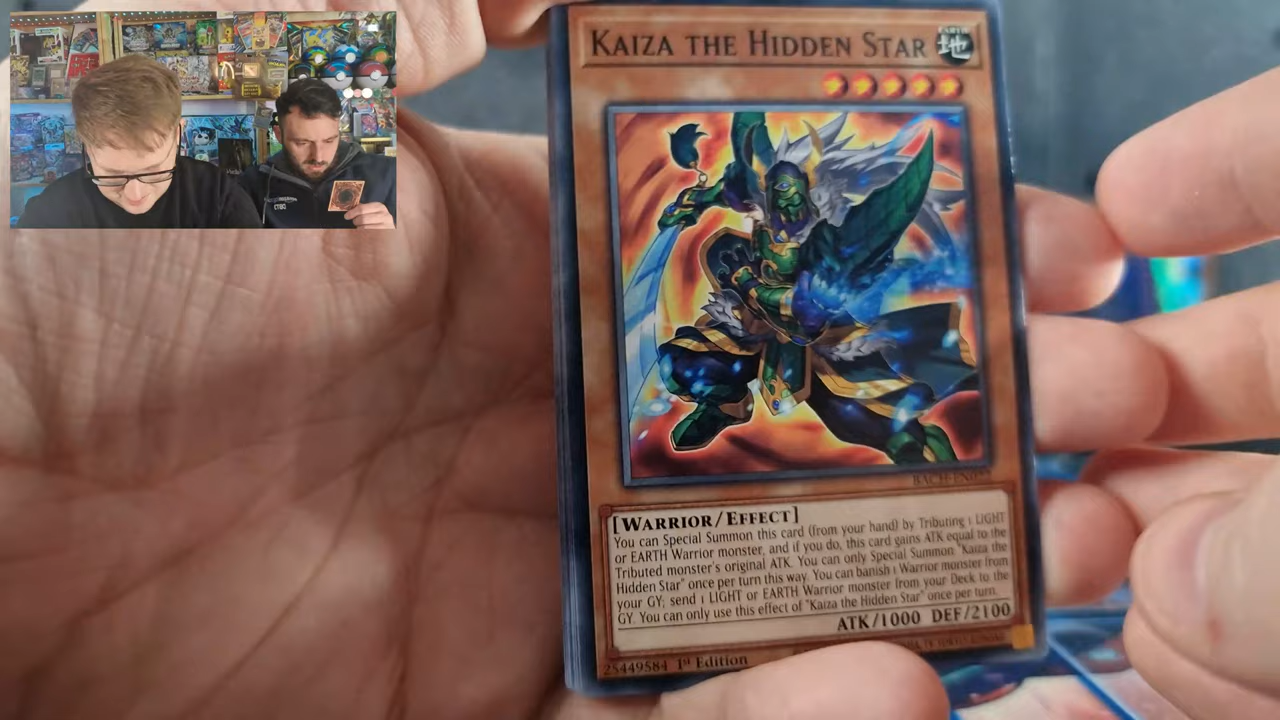 KAIZA THE HIDDEN STAR
EARTH
[WARRIOR/EFFECT]
You can Special Summon this card (from your hand) by Tributing 1 LIGHT
or EARTH Warrior monster, and if you do, this card gains ATK equal to the
Tributed monster's original ATK. You can only Special Summon "Kaiza the
Hidden Star" once per turn this way. You can banish 1 Warrior monster from
your GY; send 1 LIGHT or EARTH Warrior monster from your Deck to the
GY. You can only use this effect of "Kaiza the Hidden Star" once per turn.
ATK/1000 DEF/2100
25449584 1st Edition